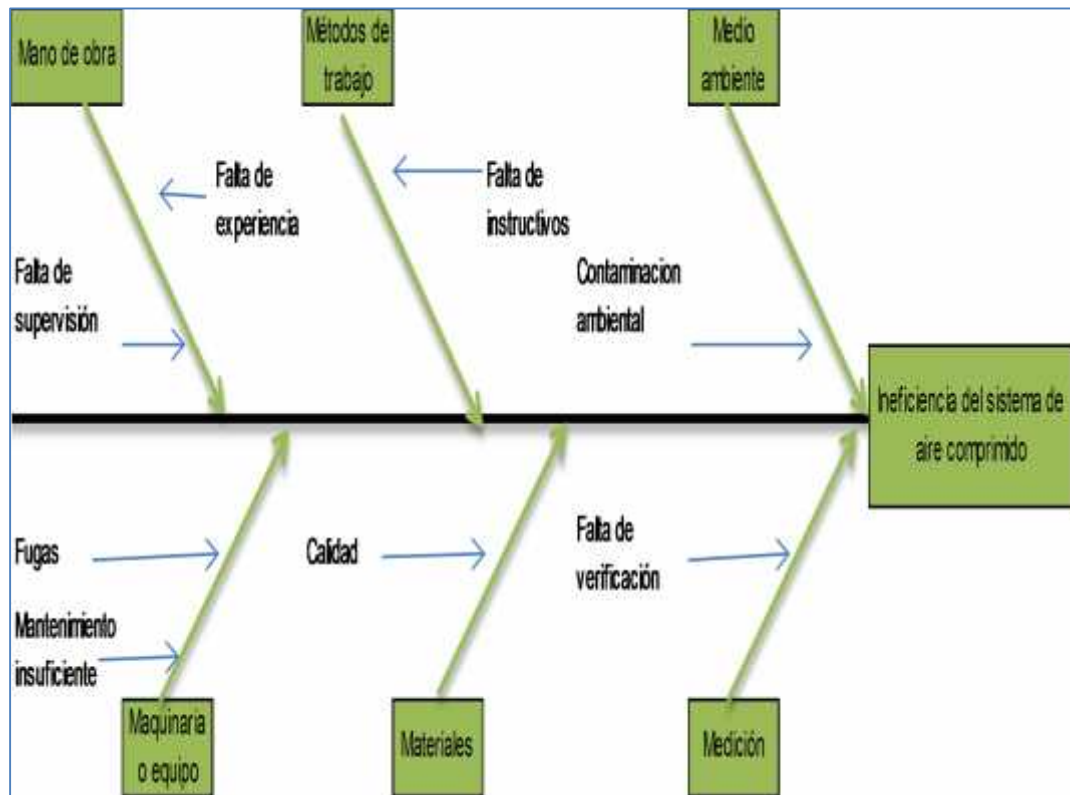 Mano de obra
Métodos de
trabajo
Medio
ambiente
Falta de
experiencia
Falta de
instructivos
Falta de
supervisión
Contaminacion
ambiental
Ineficiencia del sistema de
aire comprimido
Fugas
Calidad
Falta de
verificación
Mantenimiento
insuficiente
Maquinaria
o equipo
Materiales
Medición